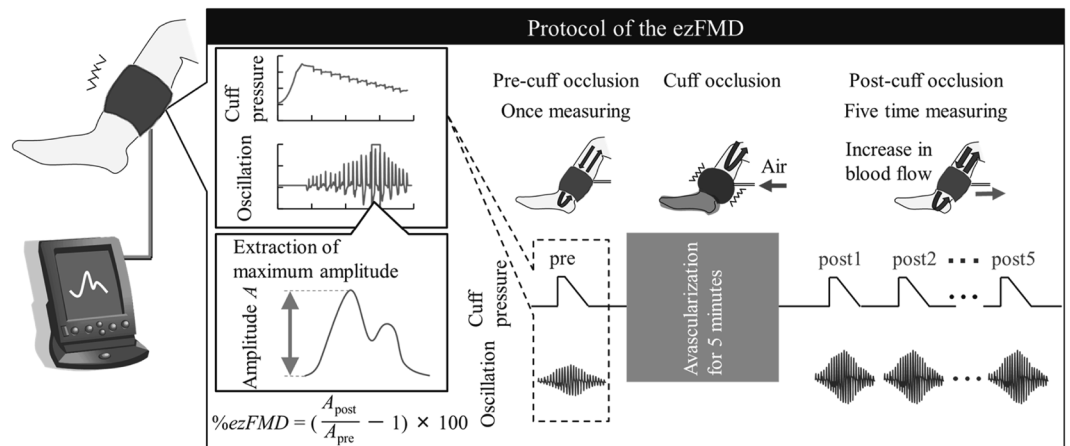 Protocol of the ezFMD
Cuff
pressure
Oscillation
Extraction of
maximum amplitude
Amplitude A
%ezFMD = (A_post / A_pre − 1) × 100
Pre-cuff occlusion
Once measuring
Cuff occlusion
Air
Post-cuff occlusion
Five time measuring
Increase in
blood flow
Cuff
pressure
Oscillation
pre
Avascularization
for 5 minutes
post1 post2 ••• post5
•••
•••